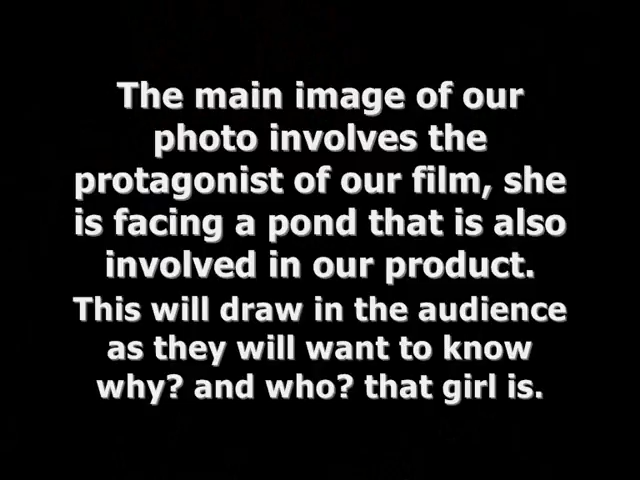 The main image of our
photo involves the
protagonist of our film, she
is facing a pond that is also
involved in our product.
This will draw in the audience
as they will want to know
why? and who? that girl is.